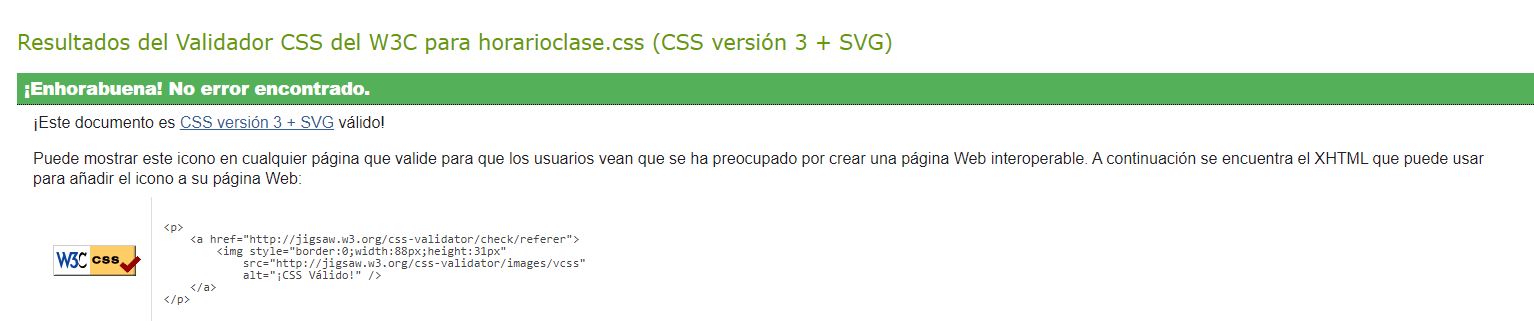 Resultados del Validador CSS del W3C para horarioclase.css (CSS versión 3 + SVG)
¡Enhorabuena! No error encontrado.
¡Este documento es CSS versión 3 + SVG válido!
Puede mostrar este icono en cualquier página que valide para que los usuarios vean que se ha preocupado por crear una página Web interoperable. A continuación se encuentra el XHTML que puede usar
para añadir el icono a su página Web:
W3C css
<p>
    <a href="http://jigsaw.w3.org/css-validator/check/referer">
        <img style="border:0;width:88px;height:31px"
            src="http://jigsaw.w3.org/css-validator/images/vcss"
            alt="¡CSS Válido!" />
    </a>
</p>